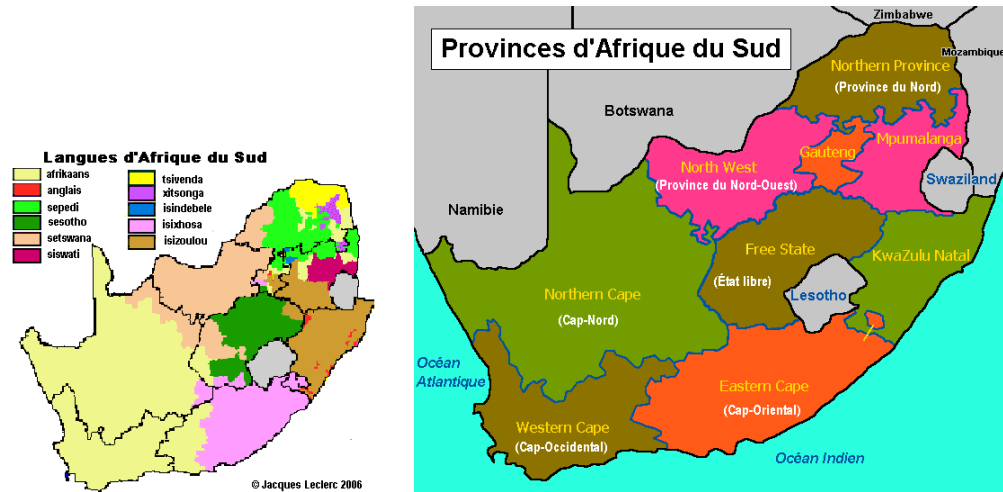 Langues d'Afrique du Sud
afrikaans
anglais
sepedi
sesotho
setswana
siswati
tsivenda
xitsonga
isindebele
isixhosa
isizoulou
© Jacques Leclerc 2006
Provinces d'Afrique du Sud
Zimbabwe
Mozambique
Northern Province
(Province du Nord)
Botswana
Mpumalanga
Gauteng
North West
(Province du Nord-Ouest)
Swaziland
Namibie
Free State
(État libre)
KwaZulu Natal
Lesotho
Northern Cape
(Cap-Nord)
Océan
Atlantique
Eastern Cape
(Cap-Oriental)
Western Cape
(Cap-Occidental)
Océan Indien